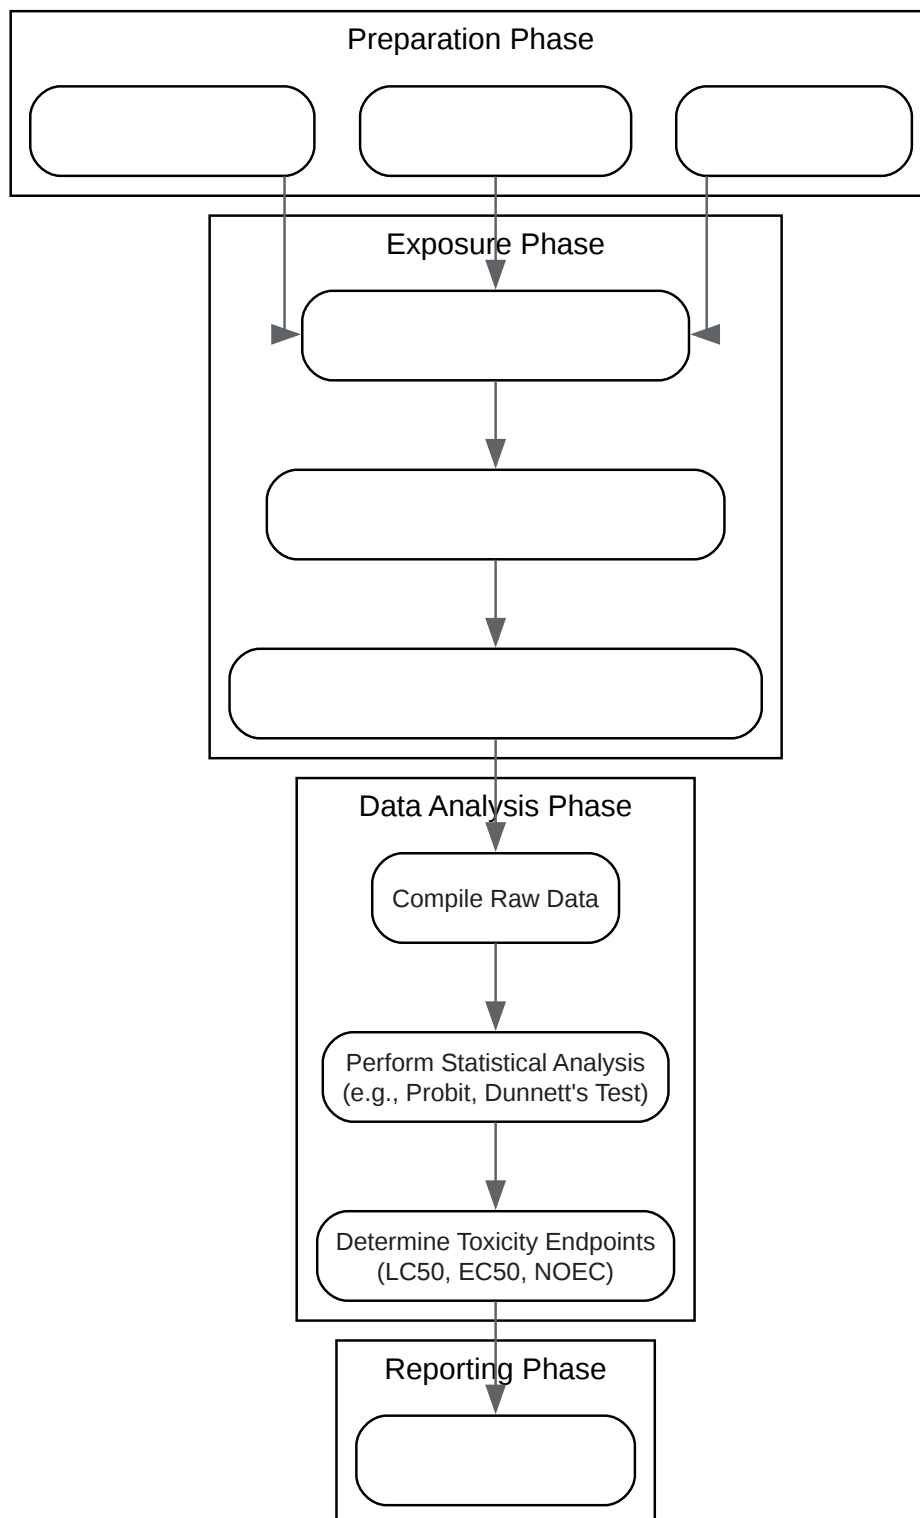 Preparation Phase
Exposure Phase
Data Analysis Phase
Compile Raw Data
Perform Statistical Analysis
(e.g., Probit, Dunnett's Test)
Determine Toxicity Endpoints
(LC50, EC50, NOEC)
Reporting Phase